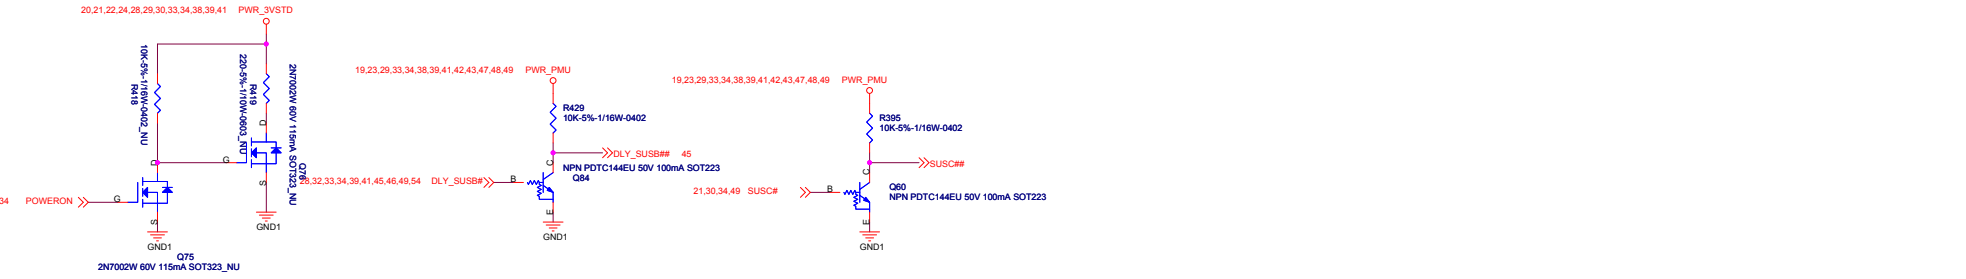 20,21,22,24,28,29,30,33,34,38,39,41 PWR_3VSTD
10K-5%-1/16W-0402_NU
R418
220-5%-1/10W-0603_NU
R419
2N7002W 60V 115mA SOT323_NU
Q76
D
G
S
GND1
D
34 POWERON
G
S
GND1
Q75
2N7002W 60V 115mA SOT323_NU
19,23,29,33,34,38,39,41,42,43,47,48,49 PWR_PMU
R429
10K-5%-1/16W-0402
DLY_SUSB## 45
C
NPN PDTC144EU 50V 100mA SOT223
Q84
28,32,33,34,39,41,45,46,49,54 DLY_SUSB#
B
E
GND1
19,23,29,33,34,38,39,41,42,43,47,48,49 PWR_PMU
R395
10K-5%-1/16W-0402
SUSC##
C
21,30,34,49 SUSC#
B
Q60
NPN PDTC144EU 50V 100mA SOT223
E
GND1